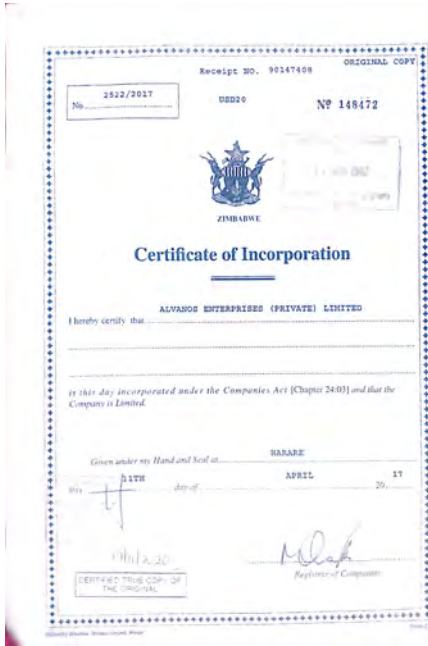 ORIGINAL COPY
Receipt NO. 90147408
No. 2522/2017
USD20
Nº 148472
ZIMBABWE
Certificate of Incorporation
ALVANOS ENTERPRISES (PRIVATE) LIMITED
I hereby certify that
is this day incorporated under the Companies Act [Chapter 24:03] and that the
Company is Limited.
HARARE
Given under my Hand and Seal at
this 11TH day of APRIL 20 17
Registrar of Companies
CERTIFIED TRUE COPY OF
THE ORIGINAL